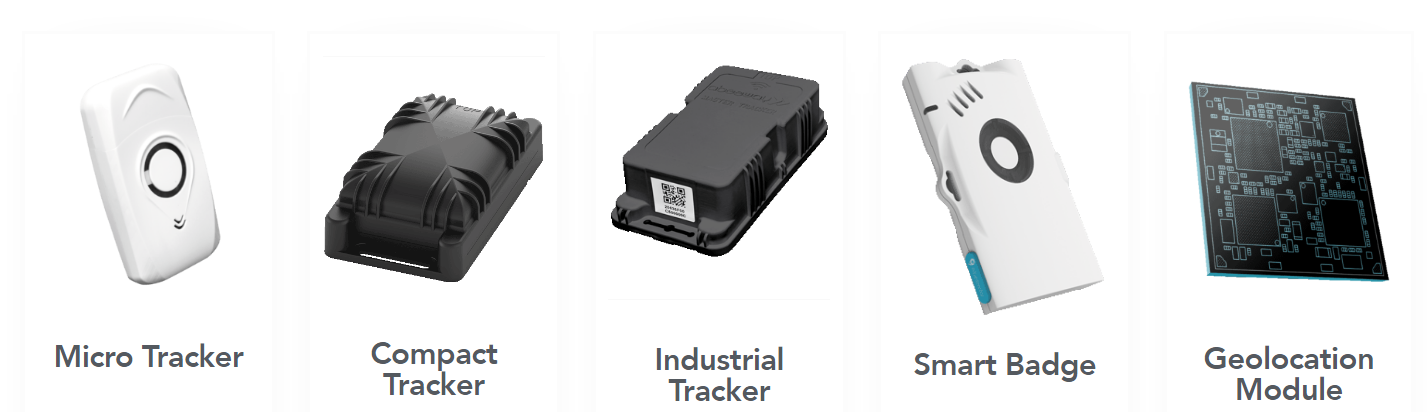 Micro Tracker
Compact
Tracker
Industrial
Tracker
Smart Badge
Geolocation
Module